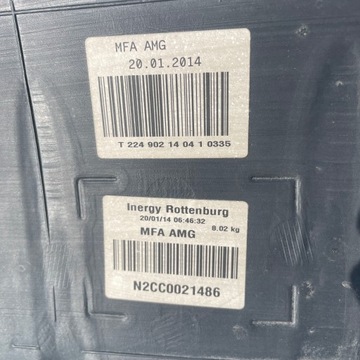 MFA AMG
20.01.2014
T 224 902 14 04 1 0335
Inergy Rottenburg
20/01/14 06:46:32
8.02 kg
MFA AMG
N2CC0021486